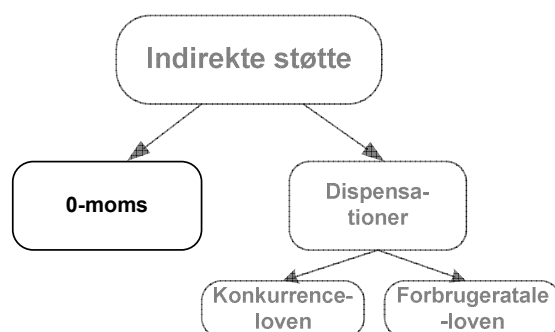 Indirekte støtte
0-moms
Dispensa-
tioner
Konkurrence-
loven
Forbrugeratale
-loven